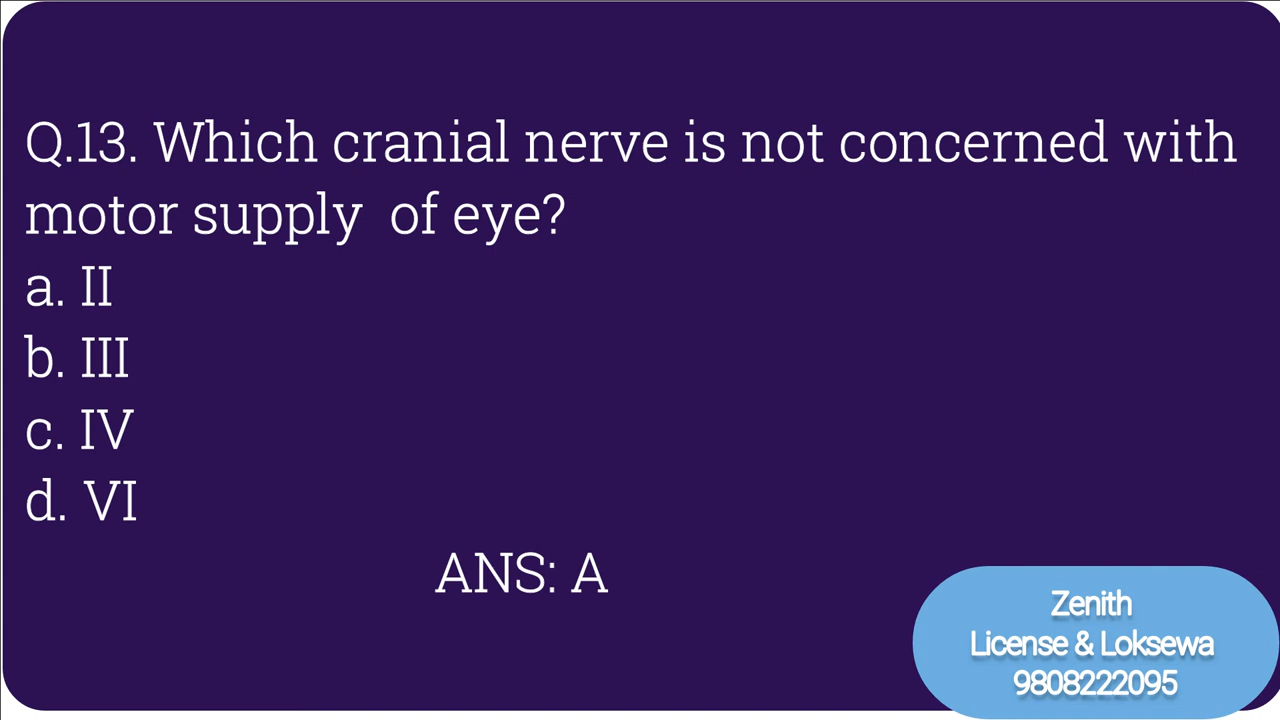 Q.13. Which cranial nerve is not concerned with
motor supply of eye?
a. II
b. III
c. IV
d. VI
ANS: A
Zenith
License & Loksewa
9808222095